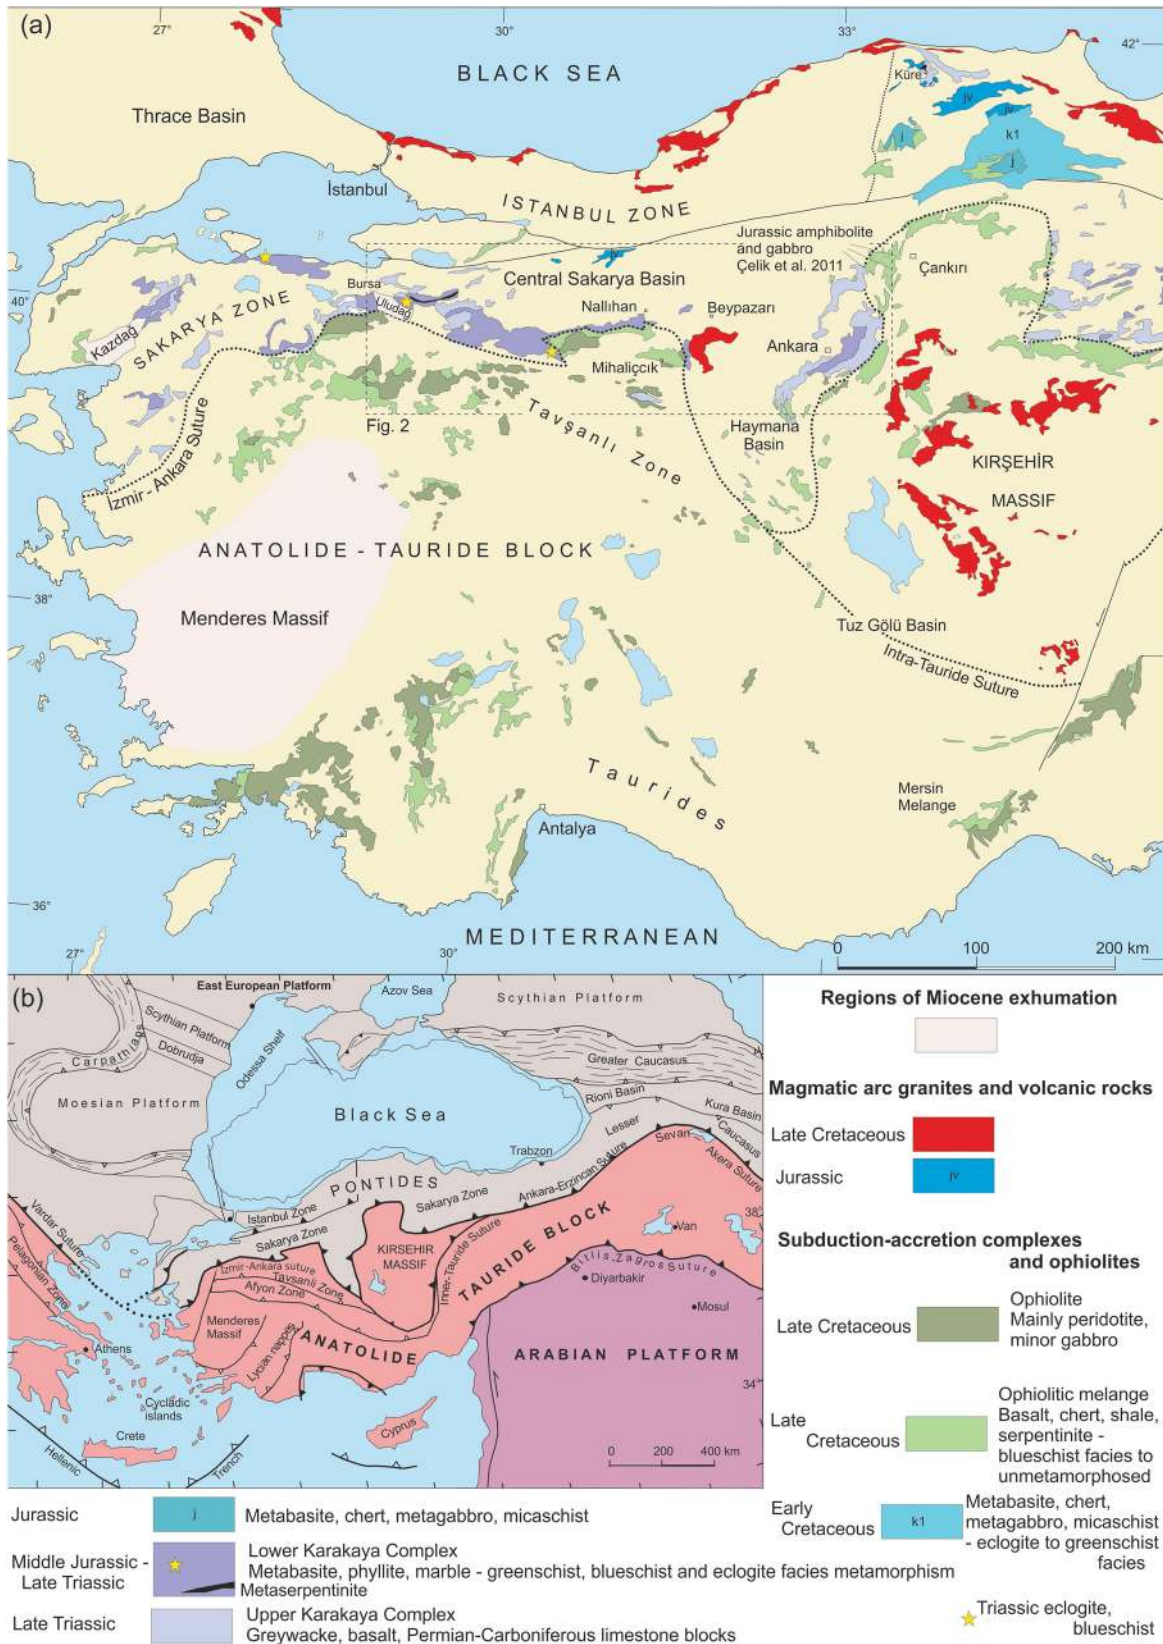 (a)
27°
30°
33°
42°
BLACK SEA
Küre
jv
jv
k1
j
j
Thrace Basin
İstanbul
ISTANBUL ZONE
Jurassic amphibolite
and gabbro
Çelik et al. 2011
Çankırı
jv
Central Sakarya Basin
40°
Bursa
Uludağ
Nallıhan
Beypazarı
SAKARYA ZONE
Kazdag
Ankara
Mihalıçcık
Fig. 2
Tavşanlı Zone
Haymana
Basin
İzmir - Ankara Suture
KIRŞEHİR
MASSIF
ANATOLIDE - TAURIDE BLOCK
38°
Menderes Massif
Tuz Gölü Basin
Intra-Tauride Suture
Taurides
Mersin
Melange
Antalya
36°
MEDITERRANEAN
27°
30°
0 100 200 km
(b)
East European Platform
Azov Sea
Scythian Platform
Scythian Platform
Dobrudja
Carpathians
Odessa Shelf
Greater Caucasus
Moesian Platform
Black Sea
Rioni Basin
Kura Basin
Lesser
Caucasus
Sevan
Akera Suture
Trabzon
PONTIDES
Ankara-Erzincan Suture
Sakarya Zone
Istanbul Zone
Sakarya Zone
Vardar Suture
Pelagonian Zone
38°
Van
KIRSEHIR
MASSIF
Inner-Tauride Suture
TAURIDE BLOCK
Izmir-Ankara suture
Tavsanli Zone
Afyon Zone
Bitlis-Zagros Suture
Diyarbakir
Mosul
Menderes
Massif
Lycian nappes
ANATOLIDE
Athens
ARABIAN PLATFORM
34°
Cycladic
islands
Crete
Cyprus
Hellenic
Trench
0 200 400 km
Regions of Miocene exhumation
Magmatic arc granites and volcanic rocks
Late Cretaceous
Jurassic
jv
Subduction-accretion complexes
and ophiolites
Late Cretaceous
Ophiolite
Mainly peridotite,
minor gabbro
Late
Cretaceous
Ophiolitic melange
Basalt, chert, shale,
serpentinite -
blueschist facies to
unmetamorphosed
Early
Cretaceous
k1
Metabasite, chert,
metagabbro, micaschist
- eclogite to greenschist
facies
Jurassic
j
Metabasite, chert, metagabbro, micaschist
Middle Jurassic -
Late Triassic
Lower Karakaya Complex
Metabasite, phyllite, marble - greenschist, blueschist and eclogite facies metamorphism
Metaserpentinite
Late Triassic
Upper Karakaya Complex
Greywacke, basalt, Permian-Carboniferous limestone blocks
Triassic eclogite,
blueschist